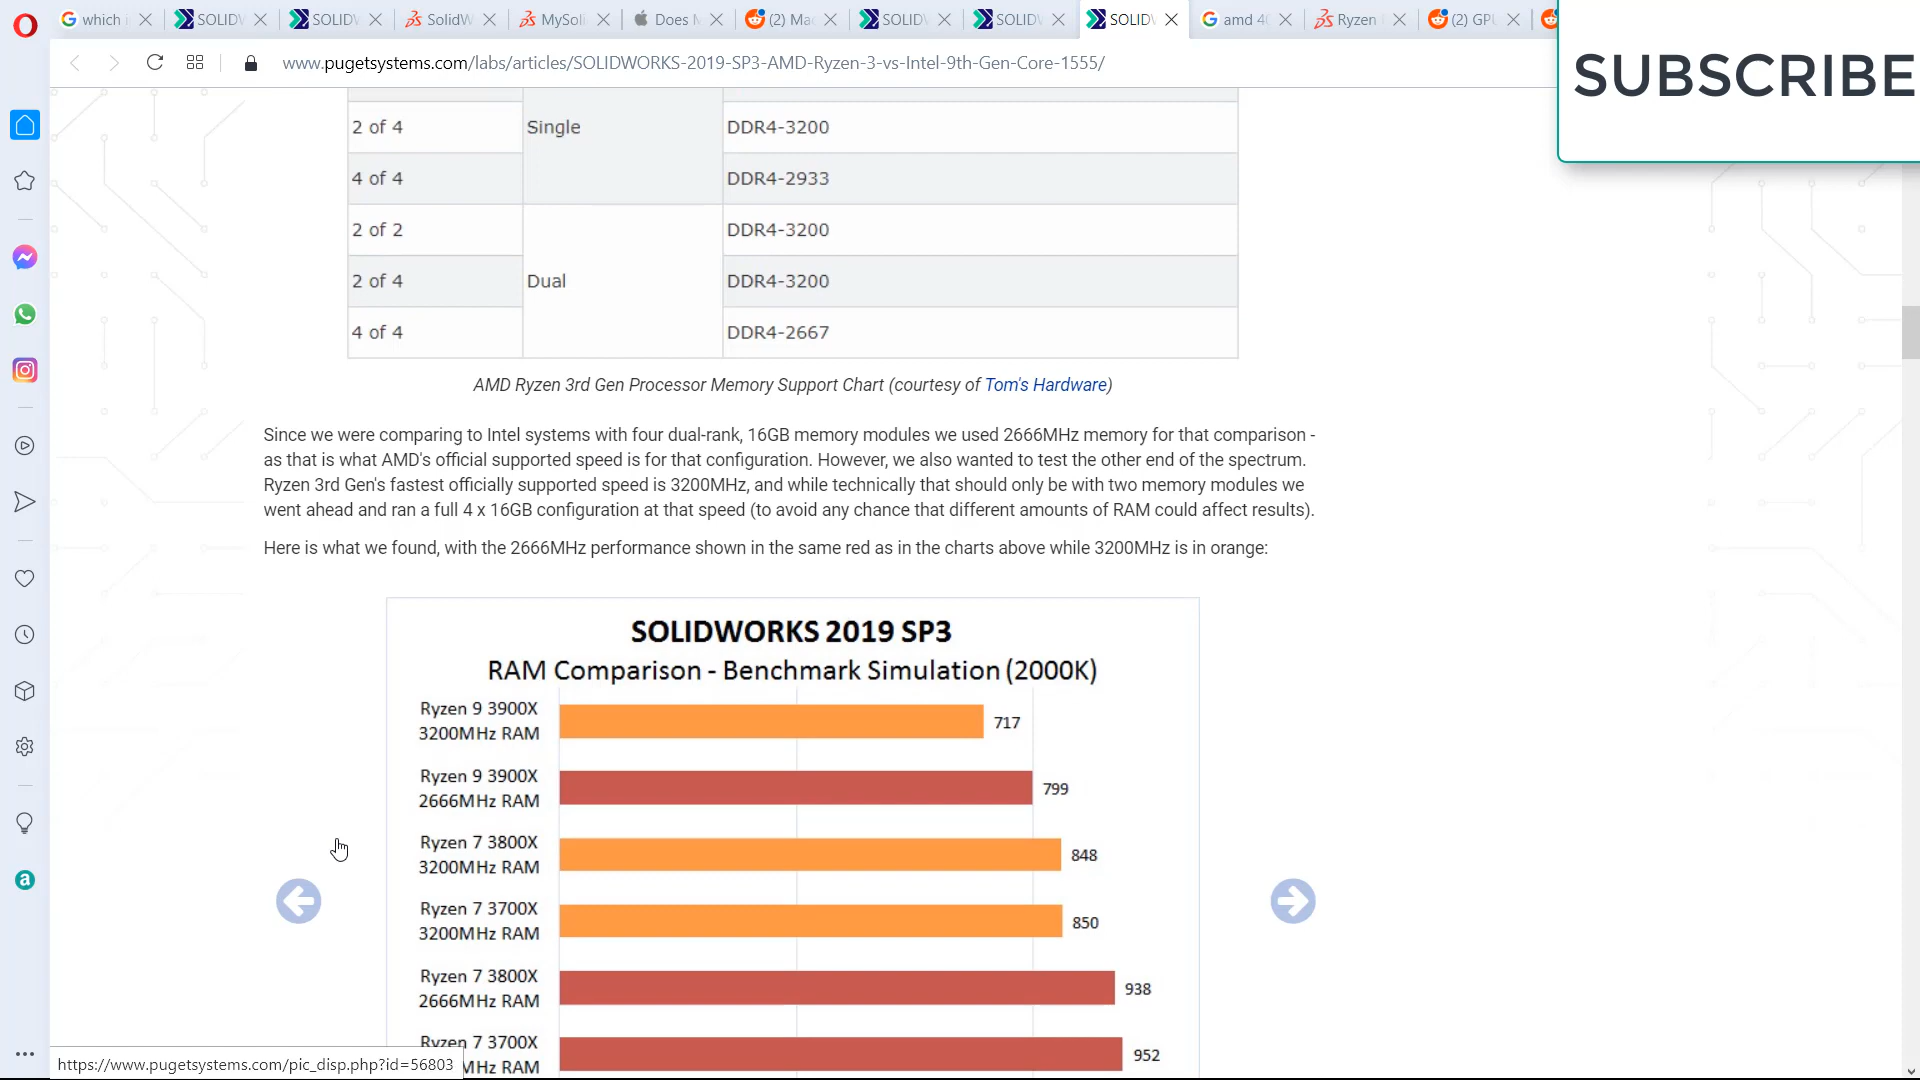 which i
SOLIDV
SOLIDV
SolidW
MySoli
Does M
(2) Ma
SOLIDV
SOLIDV
SOLIDV
amd 4
Ryzen
(2) GPU
SUBSCRIBE
www.pugetsystems.com/labs/articles/SOLIDWORKS-2019-SP3-AMD-Ryzen-3-vs-Intel-9th-Gen-Core-1555/
2 of 4 Single DDR4-3200
4 of 4 DDR4-2933
2 of 2 DDR4-3200
2 of 4 Dual DDR4-3200
4 of 4 DDR4-2667
AMD Ryzen 3rd Gen Processor Memory Support Chart (courtesy of Tom's Hardware)
Since we were comparing to Intel systems with four dual-rank, 16GB memory modules we used 2666MHz memory for that comparison -
as that is what AMD's official supported speed is for that configuration. However, we also wanted to test the other end of the spectrum.
Ryzen 3rd Gen's fastest officially supported speed is 3200MHz, and while technically that should only be with two memory modules we
went ahead and ran a full 4 x 16GB configuration at that speed (to avoid any chance that different amounts of RAM could affect results).
Here is what we found, with the 2666MHz performance shown in the same red as in the charts above while 3200MHz is in orange:
SOLIDWORKS 2019 SP3
RAM Comparison - Benchmark Simulation (2000K)
Ryzen 9 3900X
3200MHz RAM
717
Ryzen 9 3900X
2666MHz RAM
799
Ryzen 7 3800X
3200MHz RAM
848
Ryzen 7 3700X
3200MHz RAM
850
Ryzen 7 3800X
2666MHz RAM
938
Ryzen 7 3700X
MHz RAM
952
https://www.pugetsystems.com/pic_disp.php?id=56803